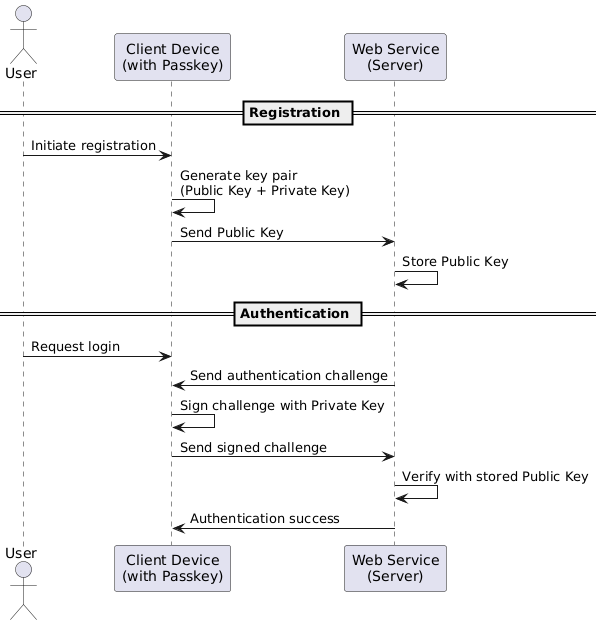 User
Client Device
(with Passkey)
Web Service
(Server)
Registration
Initiate registration
Generate key pair
(Public Key + Private Key)
Send Public Key
Store Public Key
Authentication
Request login
Send authentication challenge
Sign challenge with Private Key
Send signed challenge
Verify with stored Public Key
Authentication success
User
Client Device
(with Passkey)
Web Service
(Server)